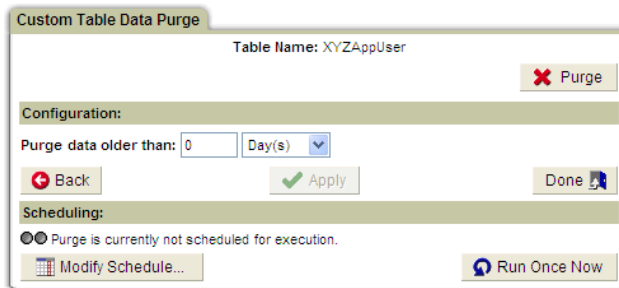 Custom Table Data Purge
Table Name: XYZAppUser
Purge
Configuration:
Purge data older than: 0 Day(s)
Back Apply Done
Scheduling:
Purge is currently not scheduled for execution.
Modify Schedule... Run Once Now